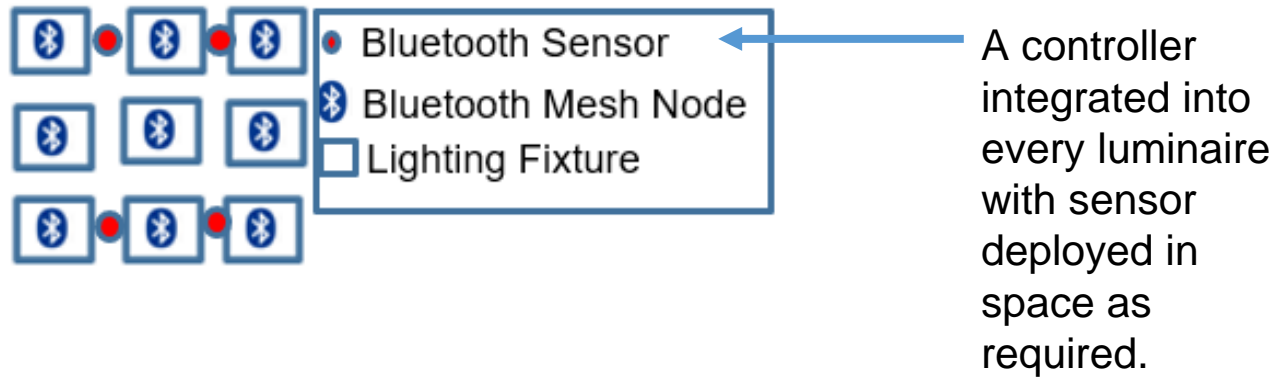 Bluetooth Sensor
Bluetooth Mesh Node
Lighting Fixture
A controller
integrated into
every luminaire
with sensor
deployed in
space as
required.